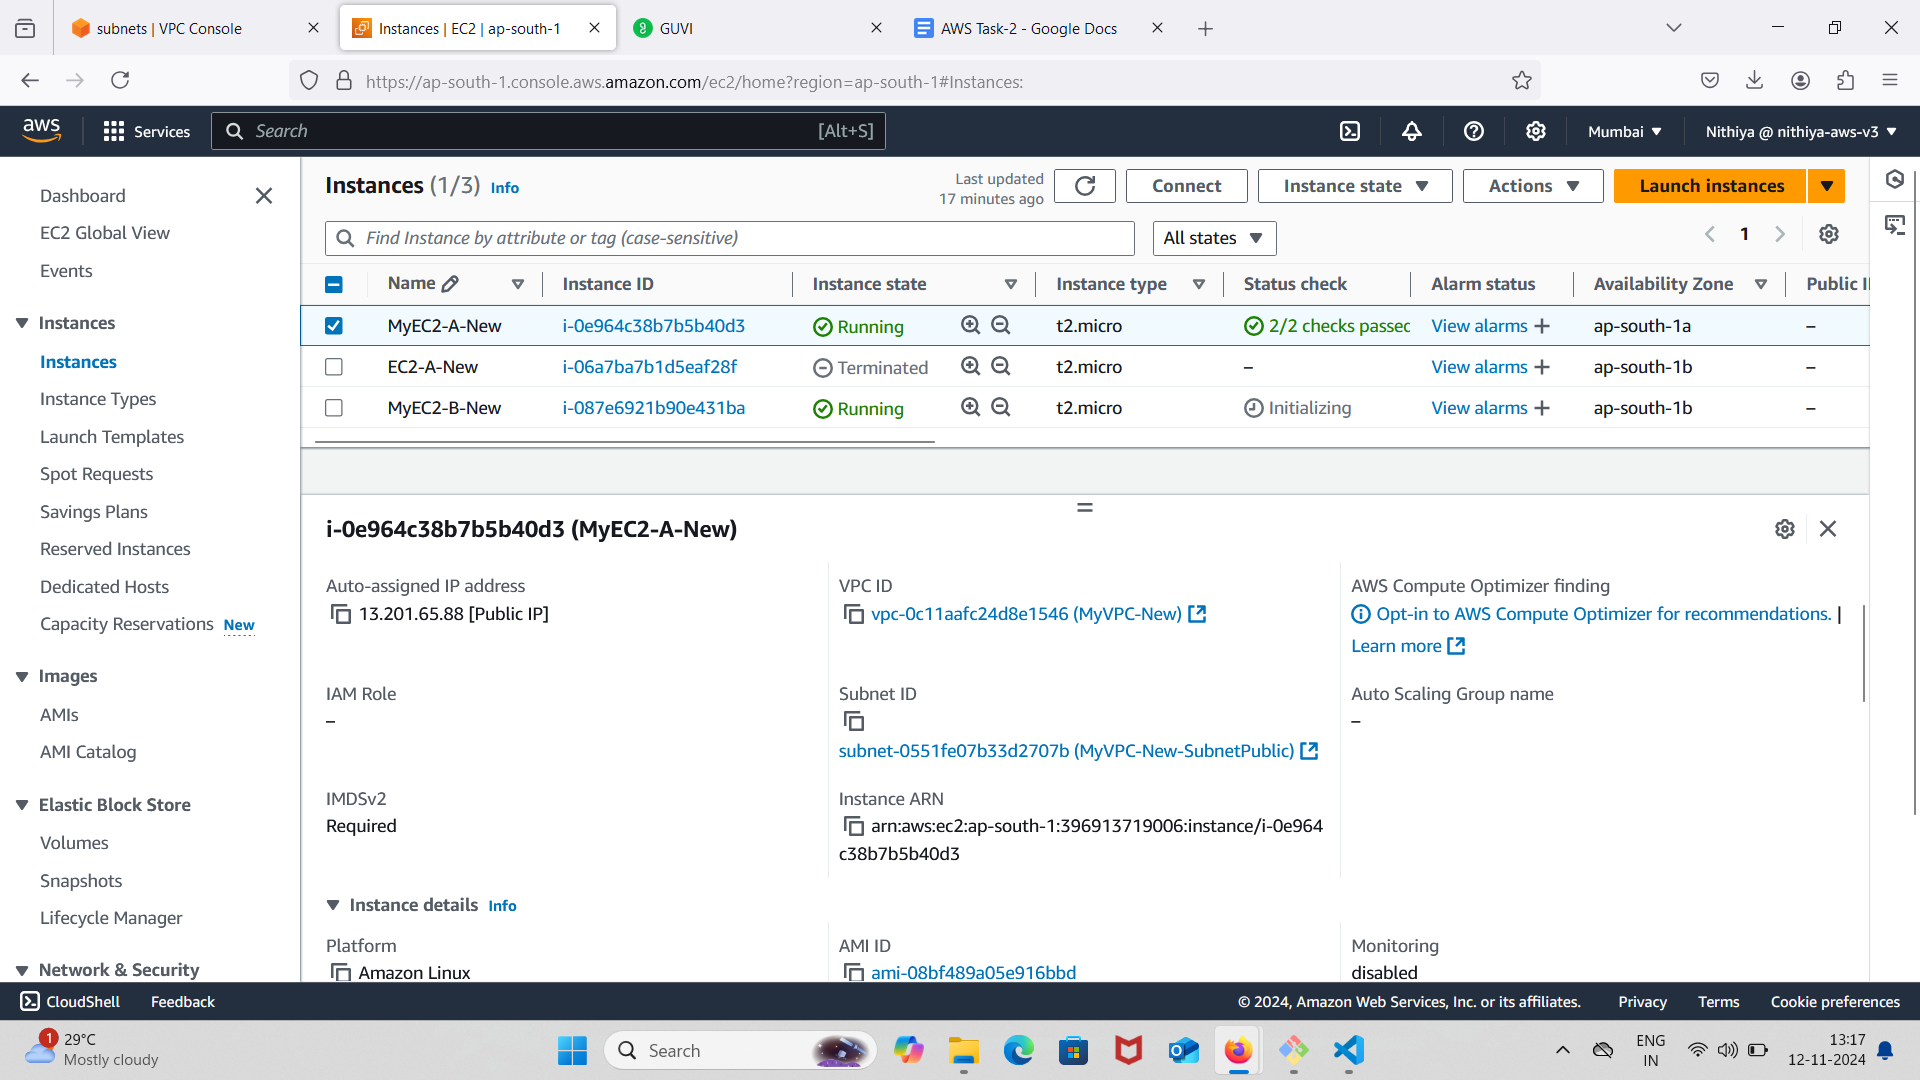 subnets | VPC Console
Instances | EC2 | ap-south-1
GUVI
AWS Task-2 - Google Docs
https://ap-south-1.console.aws.amazon.com/ec2/home?region=ap-south-1#Instances:
aws
Services
Search
[Alt+S]
Mumbai
Nithiya @ nithiya-aws-v3
Dashboard
EC2 Global View
Events
Instances
Instances
Instance Types
Launch Templates
Spot Requests
Savings Plans
Reserved Instances
Dedicated Hosts
Capacity Reservations New
Images
AMIs
AMI Catalog
Elastic Block Store
Volumes
Snapshots
Lifecycle Manager
Network & Security
Instances (1/3) Info
Last updated
17 minutes ago
Connect
Instance state
Actions
Launch instances
Find Instance by attribute or tag (case-sensitive)
All states
1
Name Instance ID Instance state Instance type Status check Alarm status Availability Zone Public I
MyEC2-A-New i-0e964c38b7b5b40d3 Running t2.micro 2/2 checks passed View alarms + ap-south-1a –
EC2-A-New i-06a7ba7b1d5eaf28f Terminated t2.micro – View alarms + ap-south-1b –
MyEC2-B-New i-087e6921b90e431ba Running t2.micro Initializing View alarms + ap-south-1b –
i-0e964c38b7b5b40d3 (MyEC2-A-New)
Auto-assigned IP address
13.201.65.88 [Public IP]
VPC ID
vpc-0c11aafc24d8e1546 (MyVPC-New)
AWS Compute Optimizer finding
Opt-in to AWS Compute Optimizer for recommendations. |
Learn more
IAM Role
–
Subnet ID
subnet-0551fe07b33d2707b (MyVPC-New-SubnetPublic)
Auto Scaling Group name
–
IMDSv2
Required
Instance ARN
arn:aws:ec2:ap-south-1:396913719006:instance/i-0e964
c38b7b5b40d3
Instance details Info
Platform
Amazon Linux
AMI ID
ami-08bf489a05e916bbd
Monitoring
disabled
CloudShell
Feedback
© 2024, Amazon Web Services, Inc. or its affiliates.
Privacy
Terms
Cookie preferences
1
29°C
Mostly cloudy
Search
ENG
IN
13:17
12-11-2024